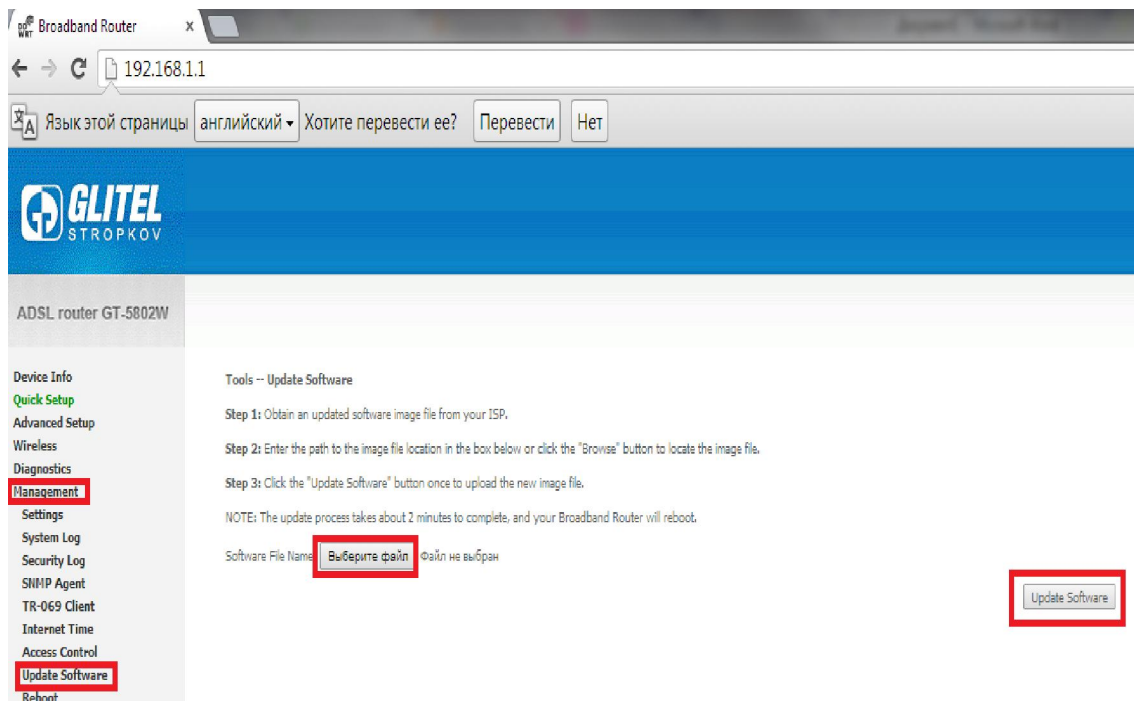 Broadband Router x
192.168.1.1
Язык этой страницы английский Хотите перевести ее? Перевести Нет
GLITEL
STROPKOV
ADSL router GT-5802W
Device Info
Quick Setup
Advanced Setup
Wireless
Diagnostics
Management
Settings
System Log
Security Log
SNMP Agent
TR-069 Client
Internet Time
Access Control
Update Software
Reboot
Tools -- Update Software
Step 1: Obtain an updated software image file from your ISP.
Step 2: Enter the path to the image file location in the box below or click the "Browse" button to locate the image file.
Step 3: Click the "Update Software" button once to upload the new image file.
NOTE: The update process takes about 2 minutes to complete, and your Broadband Router will reboot.
Software File Name Выберите файл Файл не выбран
Update Software